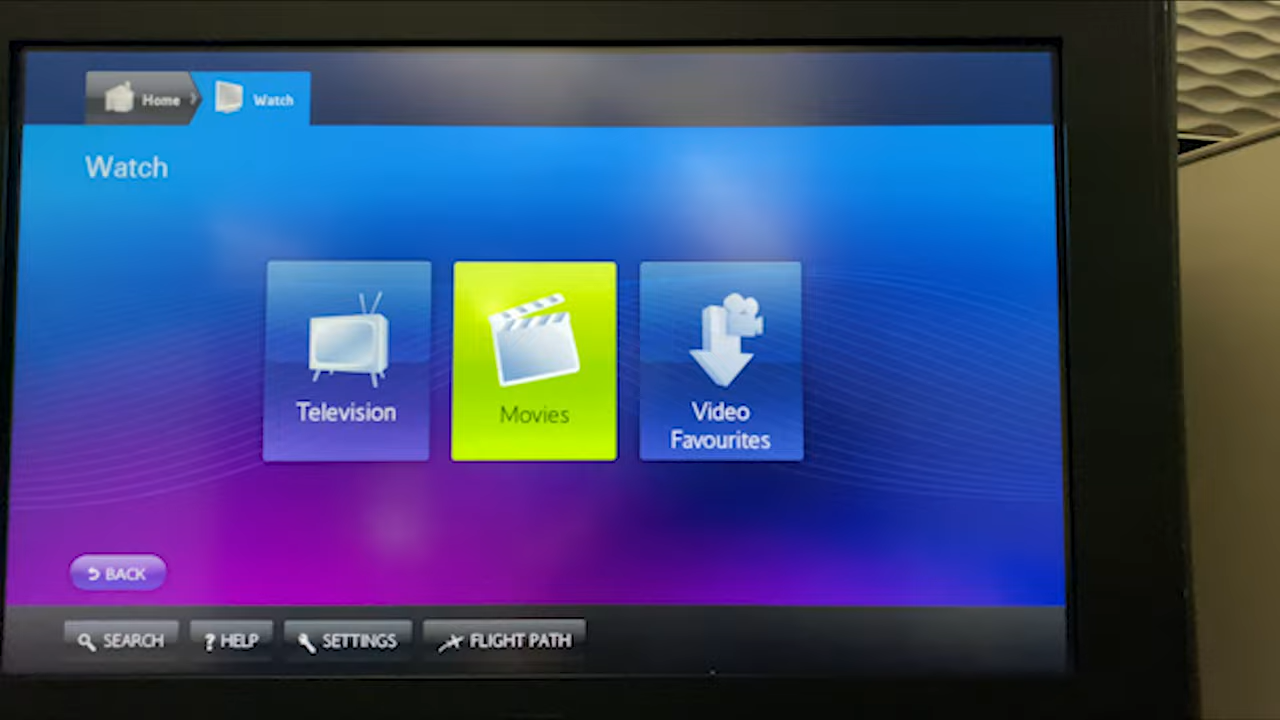 Home
Watch
Watch
Television
Movies
Video
Favourites
BACK
SEARCH
? HELP
SETTINGS
FLIGHT PATH